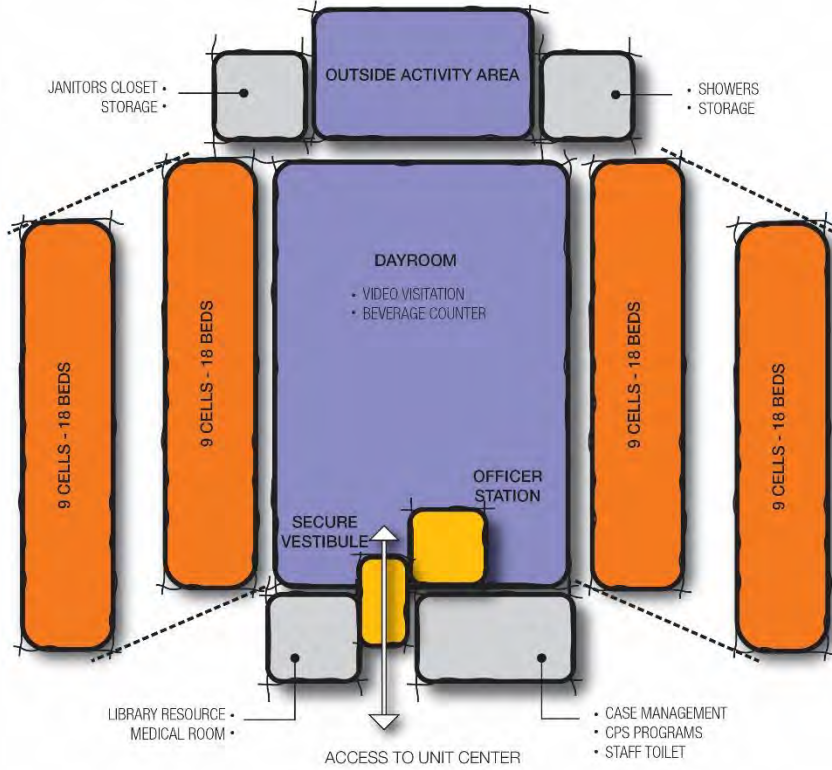 OUTSIDE ACTIVITY AREA
JANITORS CLOSET •
STORAGE •
• SHOWERS
• STORAGE
DAYROOM
• VIDEO VISITATION
• BEVERAGE COUNTER
9 CELLS - 18 BEDS
9 CELLS - 18 BEDS
9 CELLS - 18 BEDS
9 CELLS - 18 BEDS
OFFICER
STATION
SECURE
VESTIBULE
LIBRARY RESOURCE •
MEDICAL ROOM •
• CASE MANAGEMENT
• CPS PROGRAMS
• STAFF TOILET
ACCESS TO UNIT CENTER